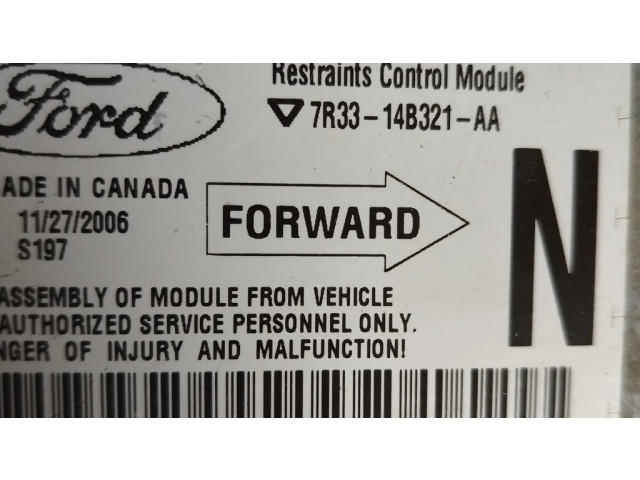 Ford
Restraints Control Module
7R33-14B321-AA
ADE IN CANADA
11/27/2006
S197
FORWARD
N
ASSEMBLY OF MODULE FROM VEHICLE
AUTHORIZED SERVICE PERSONNEL ONLY.
NGER OF INJURY AND MALFUNCTION!